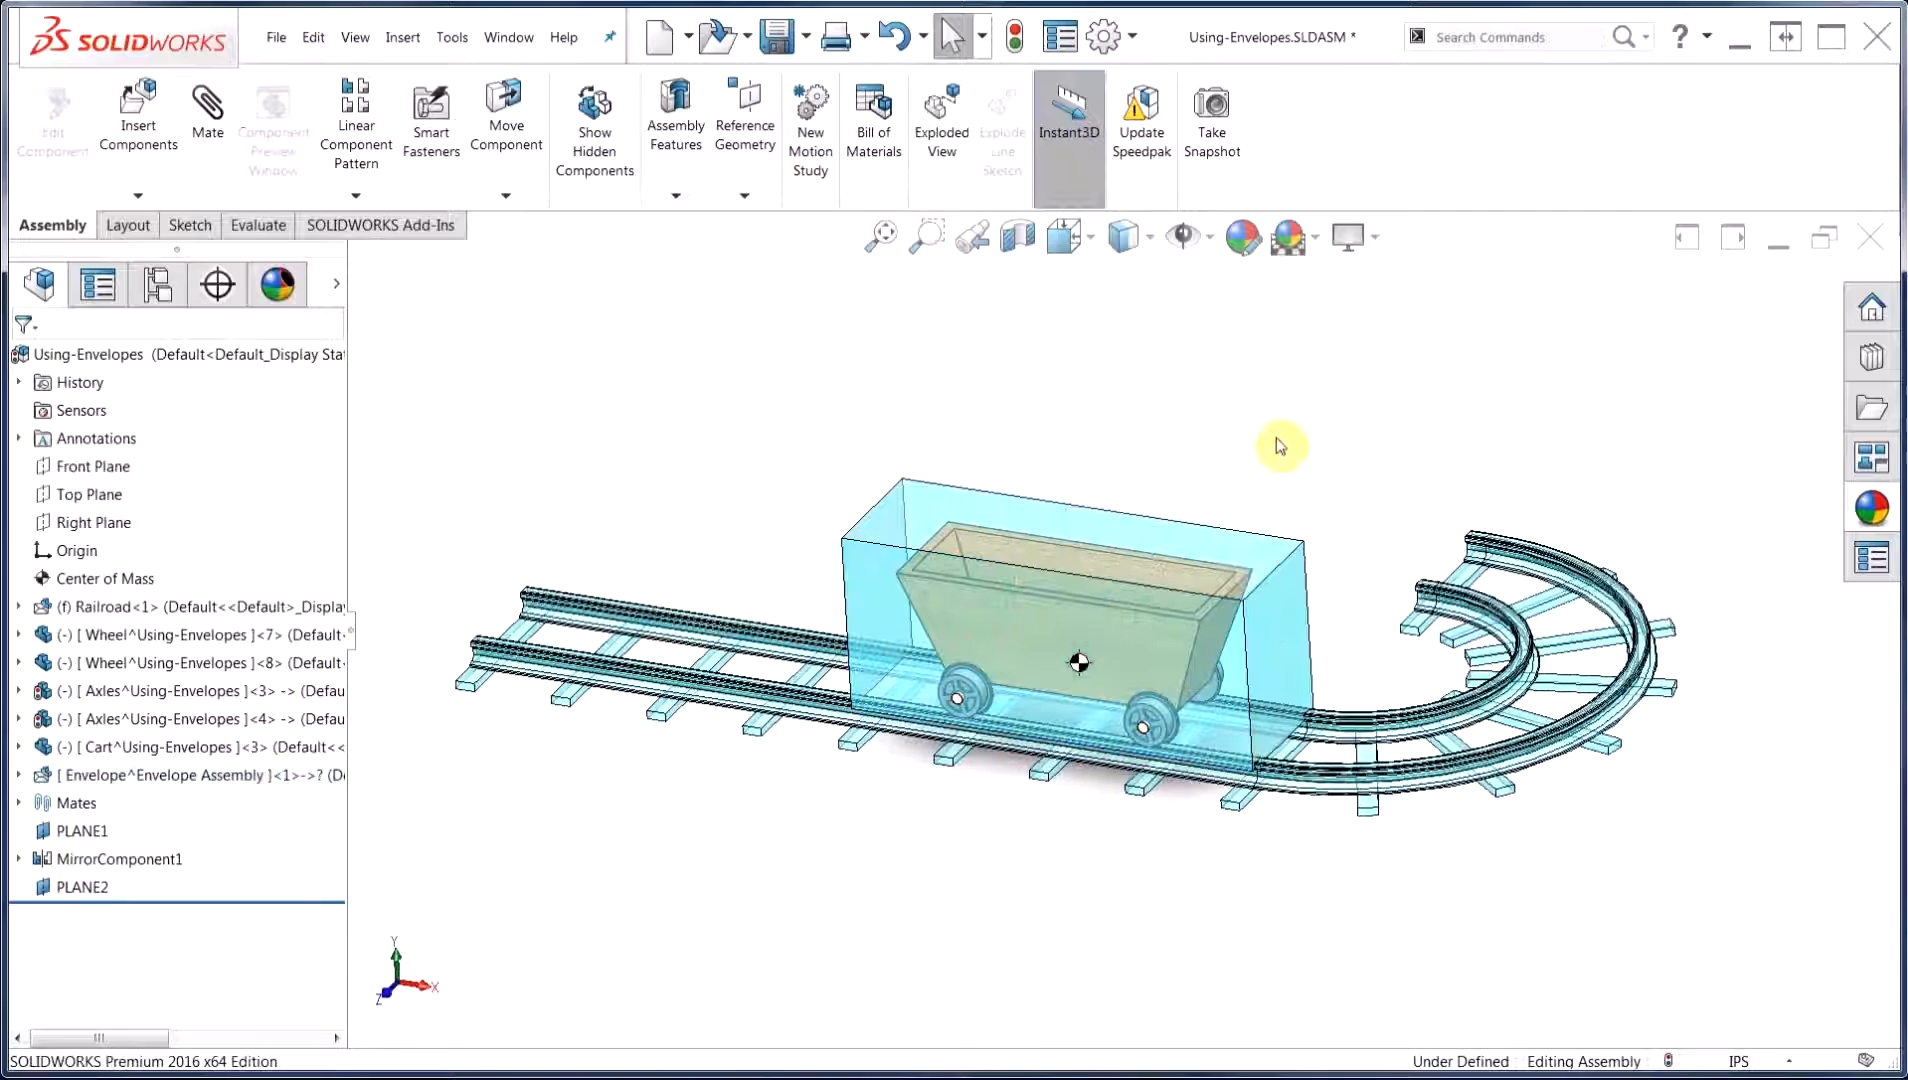 SOLIDWORKS
File Edit View Insert Tools Window Help
Using-Envelopes.SLDASM *
Search Commands
Edit Component
Insert Components
Mate
Component Preview Window
Linear Component Pattern
Smart Fasteners
Move Component
Show Hidden Components
Assembly Features
Reference Geometry
New Motion Study
Bill of Materials
Exploded View
Explode Line Sketch
Instant3D
Update Speedpak
Take Snapshot
Assembly Layout Sketch Evaluate SOLIDWORKS Add-Ins
Using-Envelopes (Default<Default_Display Sta
History
Sensors
Annotations
Front Plane
Top Plane
Right Plane
Origin
Center of Mass
(f) Railroad<1> (Default<<Default>_Displa
(-) [ Wheel^Using-Envelopes ]<7> (Default
(-) [ Wheel^Using-Envelopes ]<8> (Default
(-) [ Axles^Using-Envelopes ]<3> -> (Defau
(-) [ Axles^Using-Envelopes ]<4> -> (Defau
(-) [ Cart^Using-Envelopes ]<3> (Default<<
[ Envelope^Envelope Assembly ]<1>->? (D
Mates
PLANE1
MirrorComponent1
PLANE2
Y
X
Z
SOLIDWORKS Premium 2016 x64 Edition
Under Defined Editing Assembly IPS